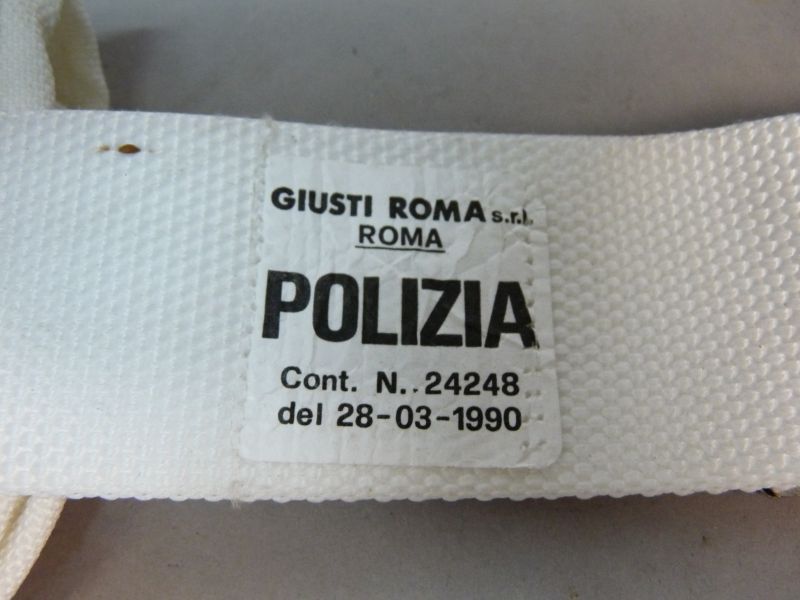 GIUSTI ROMA s.r.l.
ROMA
POLIZIA
Cont. N.. 24248
del 28-03-1990